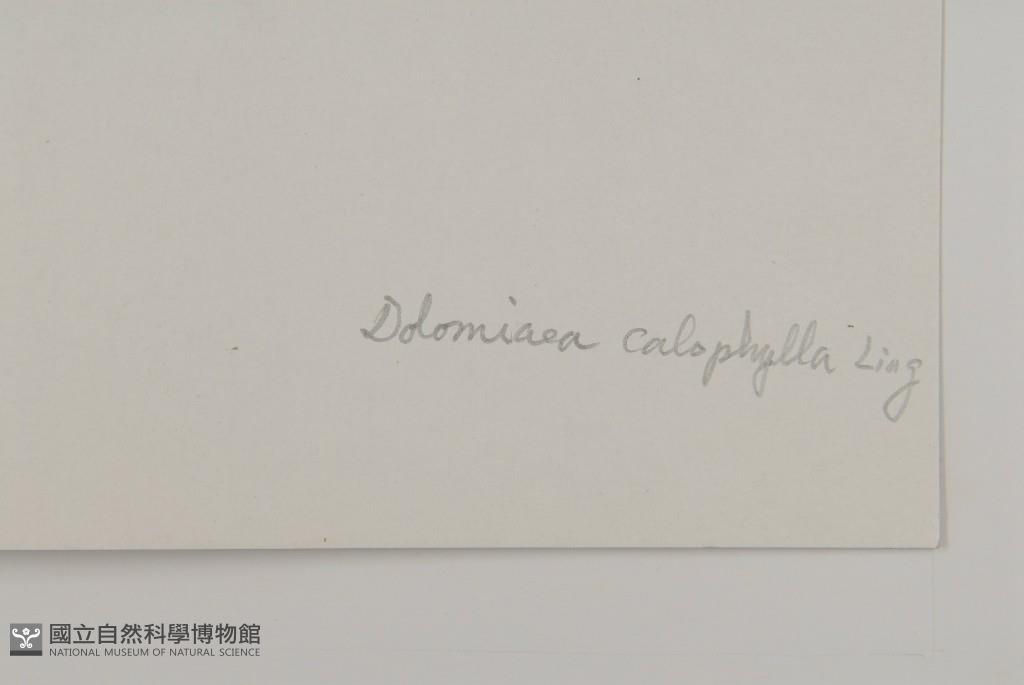 Dolomiaea calophylla Ling
國立自然科學博物館
NATIONAL MUSEUM OF NATURAL SCIENCE